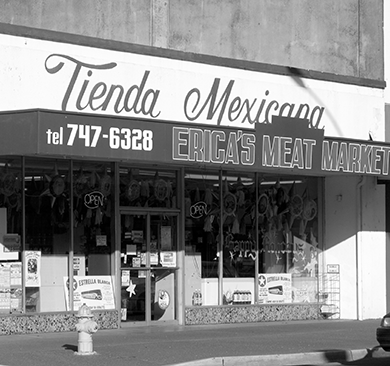 Tienda Mexicana
tel 747-6328 ERICA'S MEAT MARKET
OPEN OPEN
ESTRELLA BLANCA
ESTRELLA BLANCA